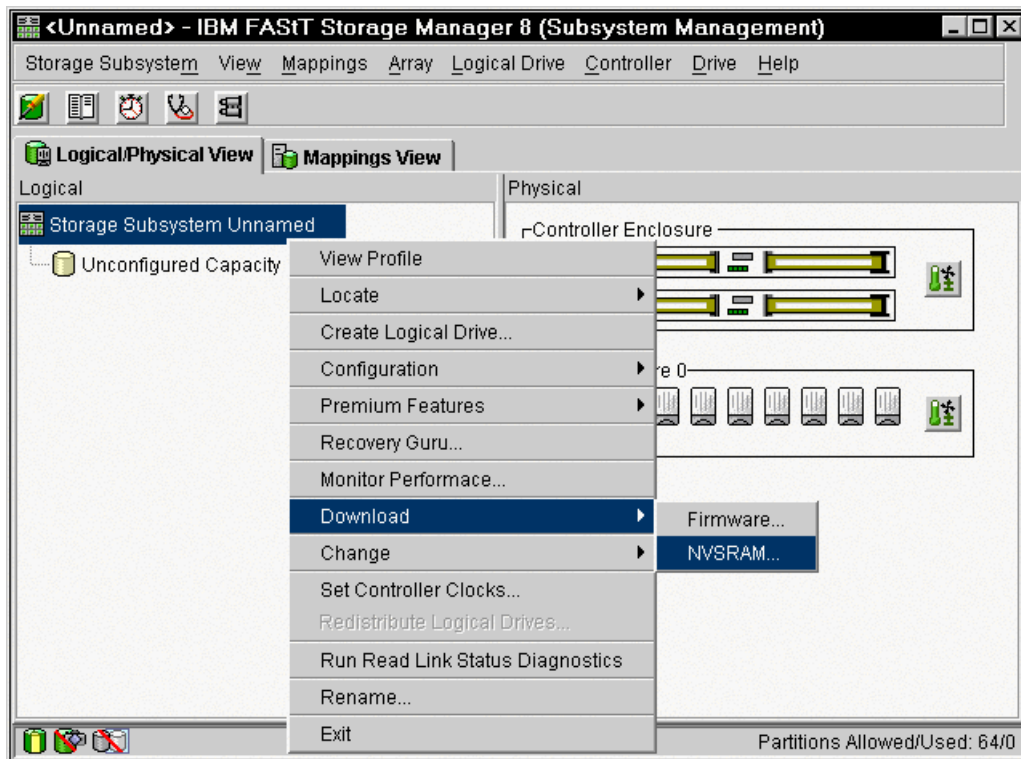 <Unnamed> - IBM FAStT Storage Manager 8 (Subsystem Management)
Storage Subsystem View Mappings Array Logical Drive Controller Drive Help
Logical/Physical View Mappings View
Logical
Physical
Storage Subsystem Unnamed
Unconfigured Capacity
Controller Enclosure
re 0
View Profile
Locate
Create Logical Drive...
Configuration
Premium Features
Recovery Guru...
Monitor Performace...
Download
Firmware...
NVSRAM...
Change
Set Controller Clocks...
Redistribute Logical Drives...
Run Read Link Status Diagnostics
Rename...
Exit
Partitions Allowed/Used: 64/0